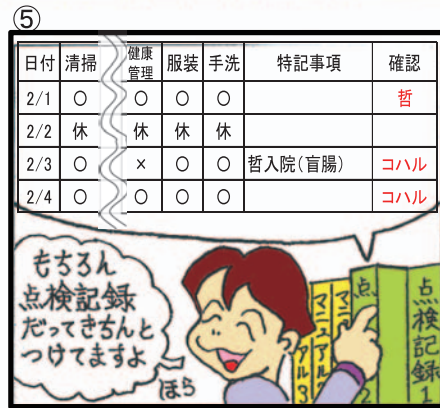 ⑤
日付 清掃 健康管理 服装 手洗 特記事項 確認
2/1 ○ ○ ○ ○ 哲
2/2 休 休 休 休
2/3 ○ × ○ ○ 哲入院(盲腸) コハル
2/4 ○ ○ ○ ○ コハル
もちろん
点検記録
だってきちんと
つけてますよ
ほら
マニュアル3
マニュアル
点
2
点検記録1